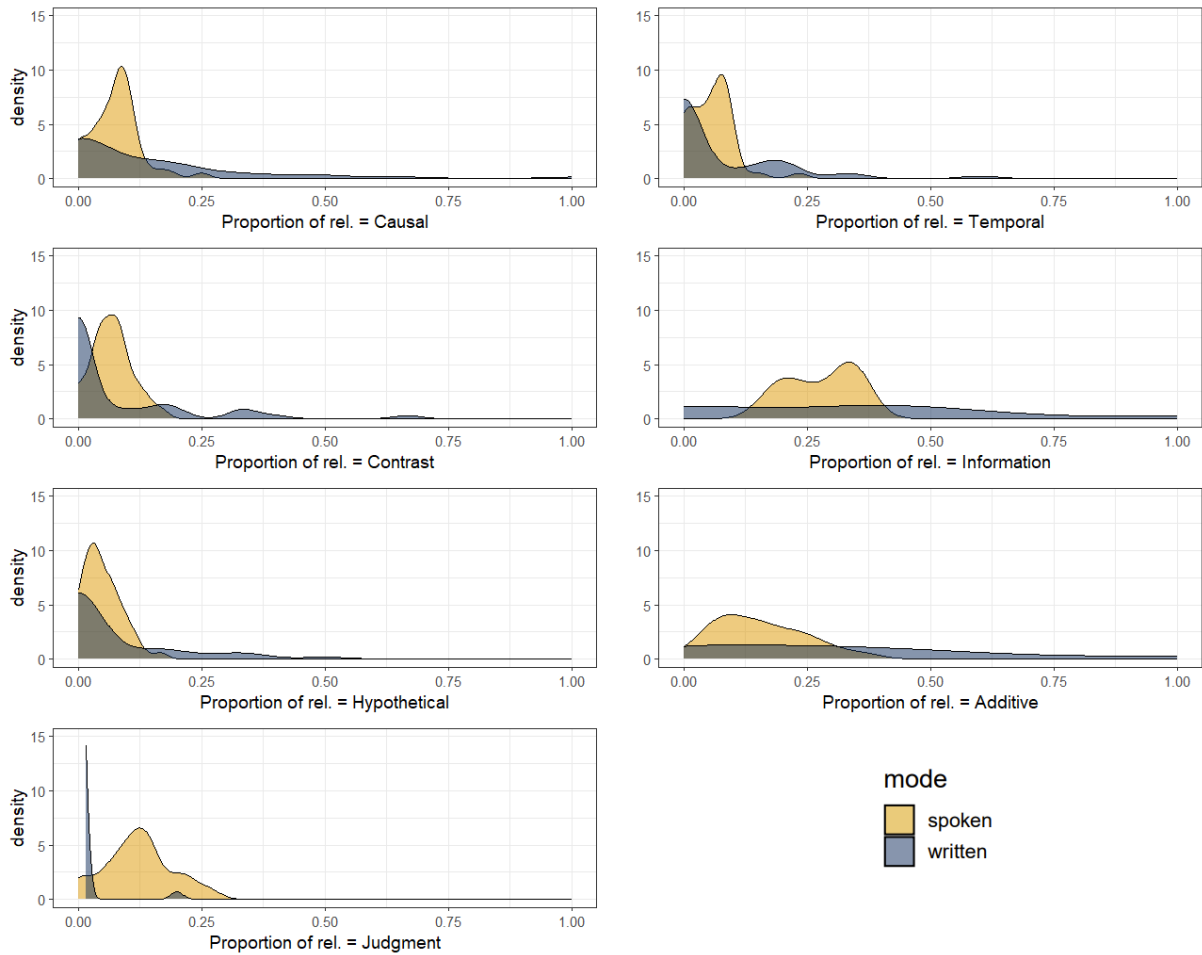 15
10
5
0
density
0.00 0.25 0.50 0.75 1.00
Proportion of rel. = Causal
15
10
5
0
0.00 0.25 0.50 0.75 1.00
Proportion of rel. = Temporal
15
10
5
0
density
0.00 0.25 0.50 0.75 1.00
Proportion of rel. = Contrast
15
10
5
0
0.00 0.25 0.50 0.75 1.00
Proportion of rel. = Information
15
10
5
0
density
0.00 0.25 0.50 0.75 1.00
Proportion of rel. = Hypothetical
15
10
5
0
0.00 0.25 0.50 0.75 1.00
Proportion of rel. = Additive
15
10
5
0
density
0.00 0.25 0.50 0.75 1.00
Proportion of rel. = Judgment
mode
spoken
written